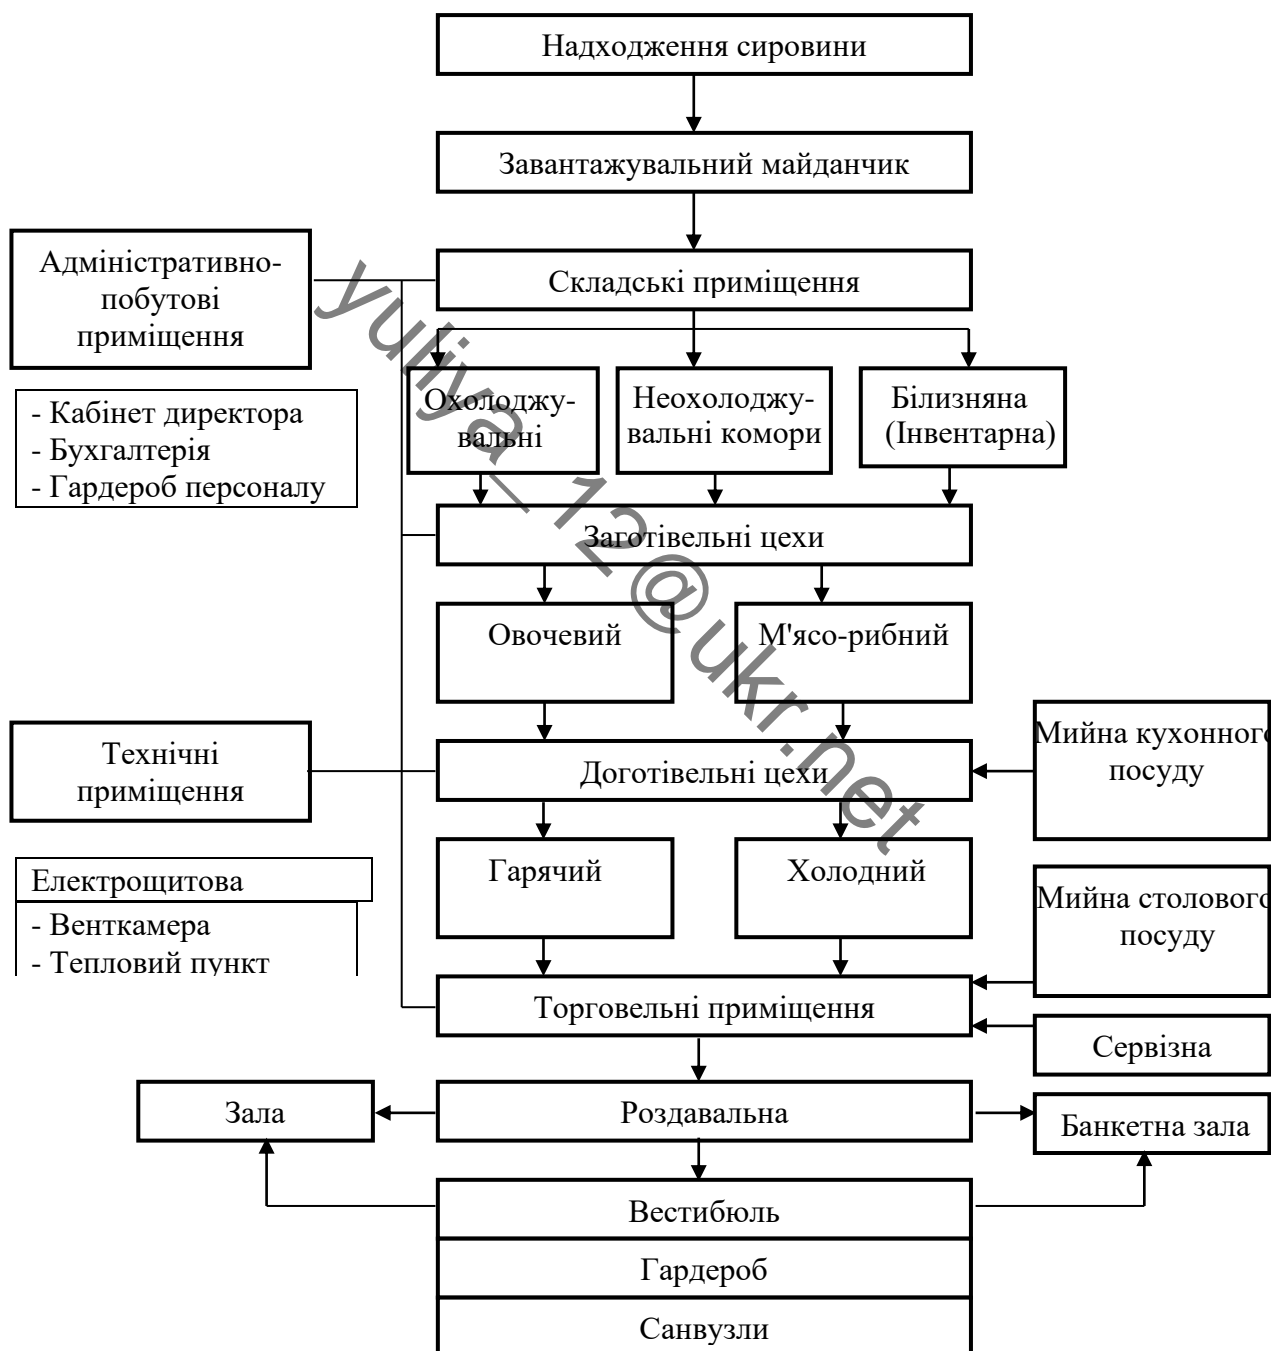 Надходження сировини
Завантажувальний майданчик
Адміністративно-
побутові
приміщення
Складські приміщення
- Кабінет директора
- Бухгалтерія
- Гардероб персоналу
Охолоджу-
вальні
Неохолоджу-
вальні комори
Білизняна
(Інвентарна)
Заготівельні цехи
Овочевий
М'ясо-рибний
Технічні
приміщення
Доготівельні цехи
Мийна кухонного
посуду
Електрощитова
- Венткамера
- Тепловий пункт
Гарячий
Холодний
Мийна столового
посуду
Торговельні приміщення
Сервізна
Зала
Роздавальна
Банкетна зала
Вестибюль
Гардероб
Санвузли
yuliya_12@ukr.net